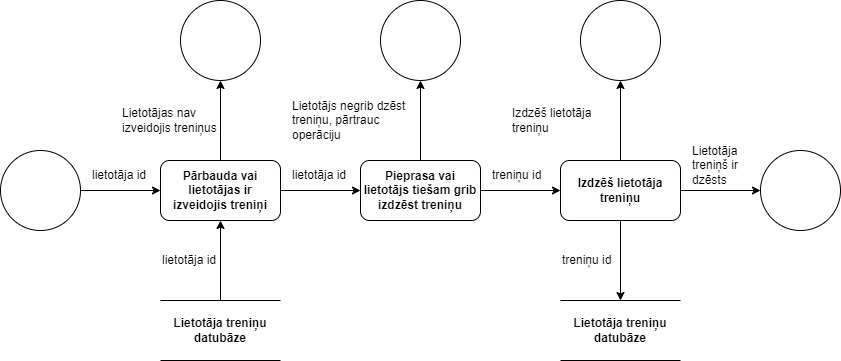 Lietotājas nav
izveidojis treniņus
Lietotājs negrib dzēst
treniņu, pārtrauc
operāciju
Izdzēš lietotāja
treniņu
lietotāja id
Pārbauda vai
lietotājas ir
izveidojis treniņi
lietotāja id
Pieprasa vai
lietotājs tiešam grib
izdzēst treniņu
treniņu id
Izdzēš lietotāja
treniņu
Lietotāja
treniņš ir
dzēsts
lietotāja id
treniņu id
Lietotāja treniņu
datubāze
Lietotāja treniņu
datubāze